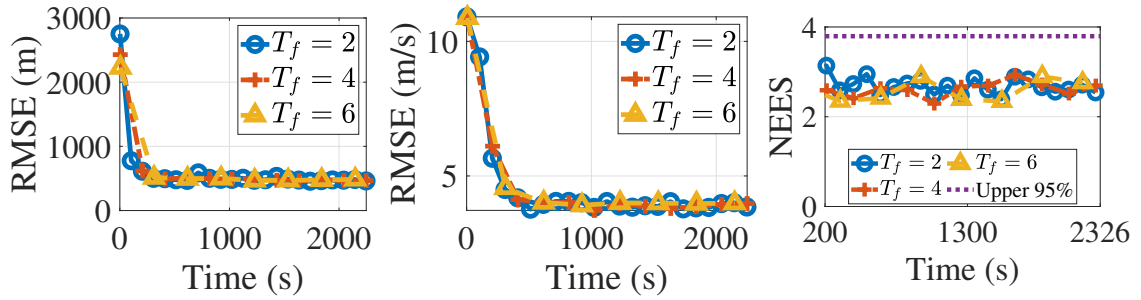 RMSE (m)
3000
2000
1000
0
0 1000 2000
Time (s)
T_f = 2
T_f = 4
T_f = 6
RMSE (m/s)
10
5
0 1000 2000
Time (s)
T_f = 2
T_f = 4
T_f = 6
NEES
2
4
200 1300 2326
Time (s)
T_f = 2 T_f = 6
T_f = 4 Upper 95%